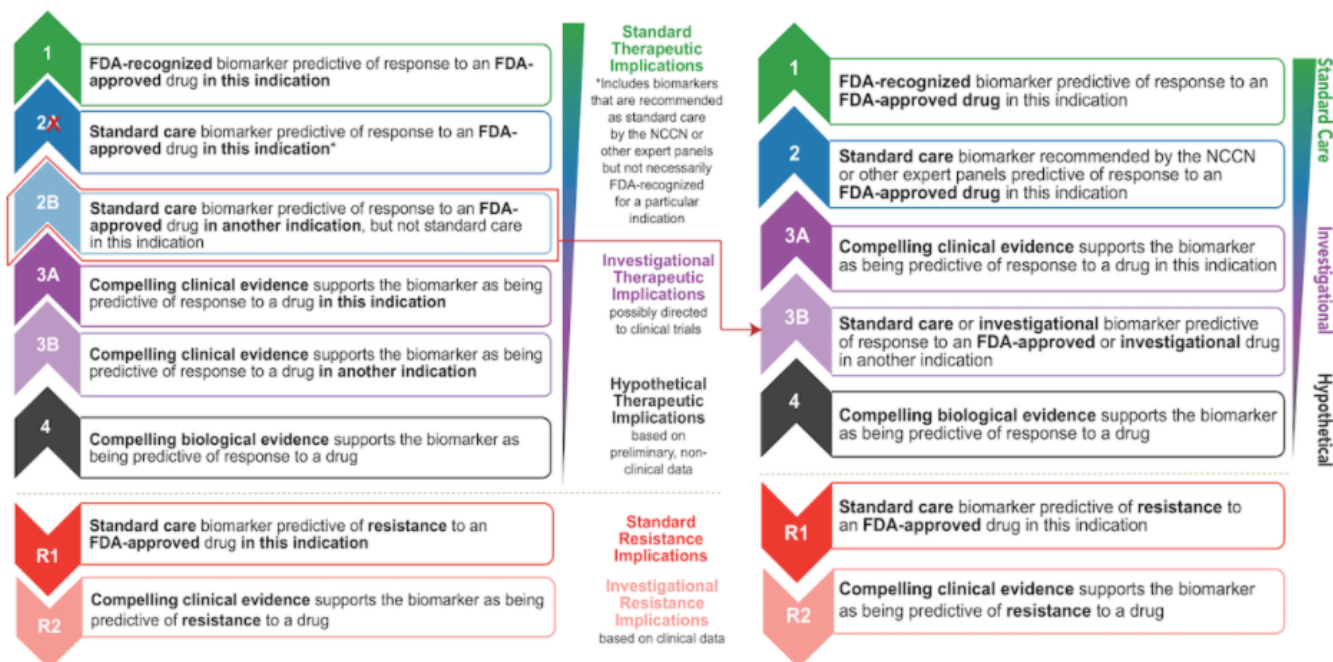 1
FDA-recognized biomarker predictive of response to an FDA-
approved drug in this indication
2A
Standard care biomarker predictive of response to an FDA-
approved drug in this indication*
2B
Standard care biomarker predictive of response to an FDA-
approved drug in another indication, but not standard care
in this indication
3A
Compelling clinical evidence supports the biomarker as being
predictive of response to a drug in this indication
3B
Compelling clinical evidence supports the biomarker as being
predictive of response to a drug in another indication
4
Compelling biological evidence supports the biomarker as
being predictive of response to a drug
R1
Standard care biomarker predictive of resistance to an
FDA-approved drug in this indication
R2
Compelling clinical evidence supports the biomarker as being
predictive of resistance to a drug
Standard
Therapeutic
Implications
*Includes biomarkers
that are recommended
as standard care
by the NCCN or
other expert panels
but not necessarily
FDA-recognized
for a particular
indication
Investigational
Therapeutic
Implications
possibly directed
to clinical trials
Hypothetical
Therapeutic
Implications
based on
preliminary, non-
clinical data
Standard
Resistance
Implications
Investigational
Resistance
Implications
based on clinical data
1
FDA-recognized biomarker predictive of response to an
FDA-approved drug in this indication
2
Standard care biomarker recommended by the NCCN
or other expert panels predictive of response to an
FDA-approved drug in this indication
3A
Compelling clinical evidence supports the biomarker
as being predictive of response to a drug in this indication
3B
Standard care or investigational biomarker predictive
of response to an FDA-approved or investigational drug
in another indication
4
Compelling biological evidence supports the biomarker
as being predictive of response to a drug
R1
Standard care biomarker predictive of resistance to
an FDA-approved drug in this indication
R2
Compelling clinical evidence supports the biomarker
as being predictive of resistance to a drug
Standard Care
Investigational
Hypothetical